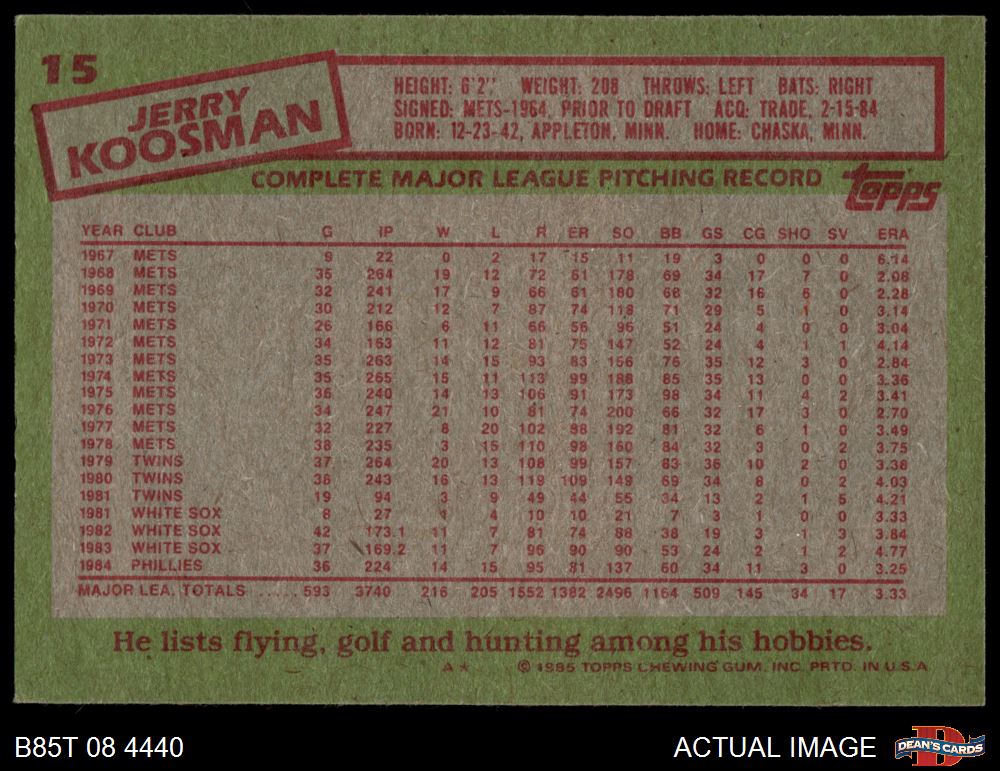 15
JERRY
KOOSMAN
HEIGHT: 6'2" WEIGHT: 208 THROWS: LEFT BATS: RIGHT
SIGNED: METS-1964, PRIOR TO DRAFT ACQ: TRADE, 2-15-84
BORN: 12-23-42, APPLETON, MINN. HOME: CHASKA, MINN.
COMPLETE MAJOR LEAGUE PITCHING RECORD
TOPPS
YEAR CLUB G IP W L R ER SO BB GS CG SHO SV ERA
1967 METS 9 22 0 2 17 15 11 19 3 0 0 0 6.14
1968 METS 35 264 19 12 72 61 178 69 34 17 7 0 2.08
1969 METS 32 241 17 9 66 61 180 68 32 16 6 0 2.28
1970 METS 30 212 12 7 87 74 118 71 29 5 1 0 3.14
1971 METS 26 166 6 11 66 56 96 51 24 4 0 0 3.04
1972 METS 34 163 11 12 81 75 147 52 24 4 1 1 4.14
1973 METS 35 263 14 15 93 83 156 76 35 12 3 0 2.84
1974 METS 35 265 15 11 113 99 188 85 35 13 0 0 3.36
1975 METS 36 240 14 13 106 91 173 98 34 11 4 2 3.41
1976 METS 34 247 21 10 81 74 200 66 32 17 3 0 2.70
1977 METS 32 227 8 20 102 88 192 81 32 6 1 0 3.49
1978 METS 38 235 3 15 110 98 160 84 32 3 0 2 3.75
1979 TWINS 37 264 20 13 108 99 157 83 36 10 2 0 3.38
1980 TWINS 38 243 16 13 119 109 149 69 34 8 0 2 4.03
1981 TWINS 19 94 3 9 49 44 55 34 13 2 1 5 4.21
1981 WHITE SOX 8 27 1 4 10 10 21 7 3 1 0 0 3.33
1982 WHITE SOX 42 173.1 11 7 81 74 88 38 19 3 1 3 3.84
1983 WHITE SOX 37 169.2 11 7 96 90 90 53 24 2 1 2 4.77
1984 PHILLIES 36 224 14 15 95 81 137 60 34 11 3 0 3.25
MAJOR LEA. TOTALS ..... 593 3740 216 205 1552 1382 2496 1164 509 145 34 17 3.33
He lists flying, golf and hunting among his hobbies.
A* © 1985 TOPPS CHEWING GUM, INC. PRTD. IN U.S.A
B85T 08 4440
ACTUAL IMAGE
D
DEAN'S CARDS